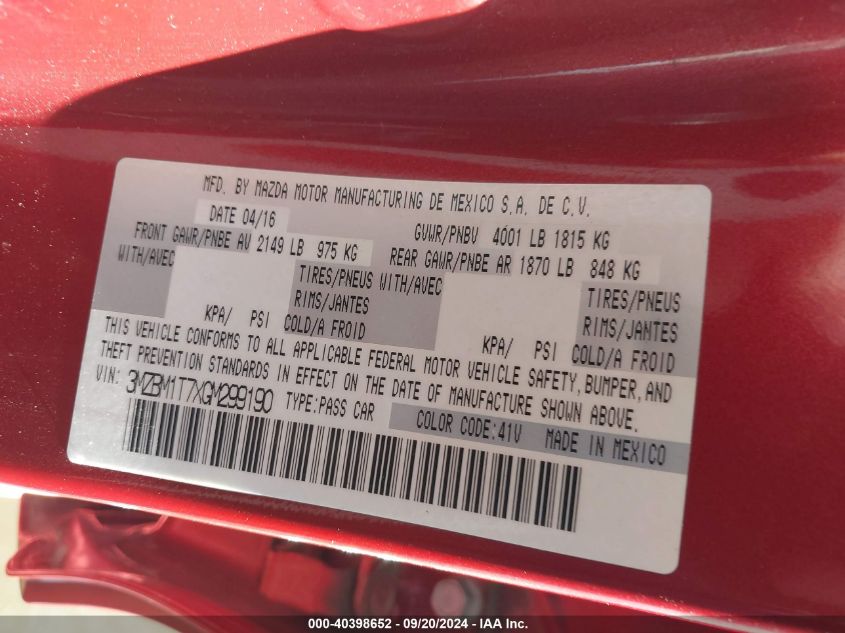 MFD. BY MAZDA MOTOR MANUFACTURING DE MEXICO S.A. DE C.V.
DATE 04/16 GVWR/PNBV 4001 LB 1815 KG
FRONT GAWR/PNBE AV 2149 LB 975 KG REAR GAWR/PNBE AR 1870 LB 848 KG
WITH/AVEC TIRES/PNEUS WITH/AVEC TIRES/PNEUS
RIMS/JANTES RIMS/JANTES
KPA/ PSI COLD/A FROID KPA/ PSI COLD/A FROID
THIS VEHICLE CONFORMS TO ALL APPLICABLE FEDERAL MOTOR VEHICLE SAFETY, BUMPER, AND
THEFT PREVENTION STANDARDS IN EFFECT ON THE DATE OF MANUFACTURE SHOWN ABOVE.
VIN: 3MZBM1T7XGM299190 TYPE:PASS CAR
COLOR CODE:41V MADE IN MEXICO
000-40398652 - 09/20/2024 - IAA Inc.